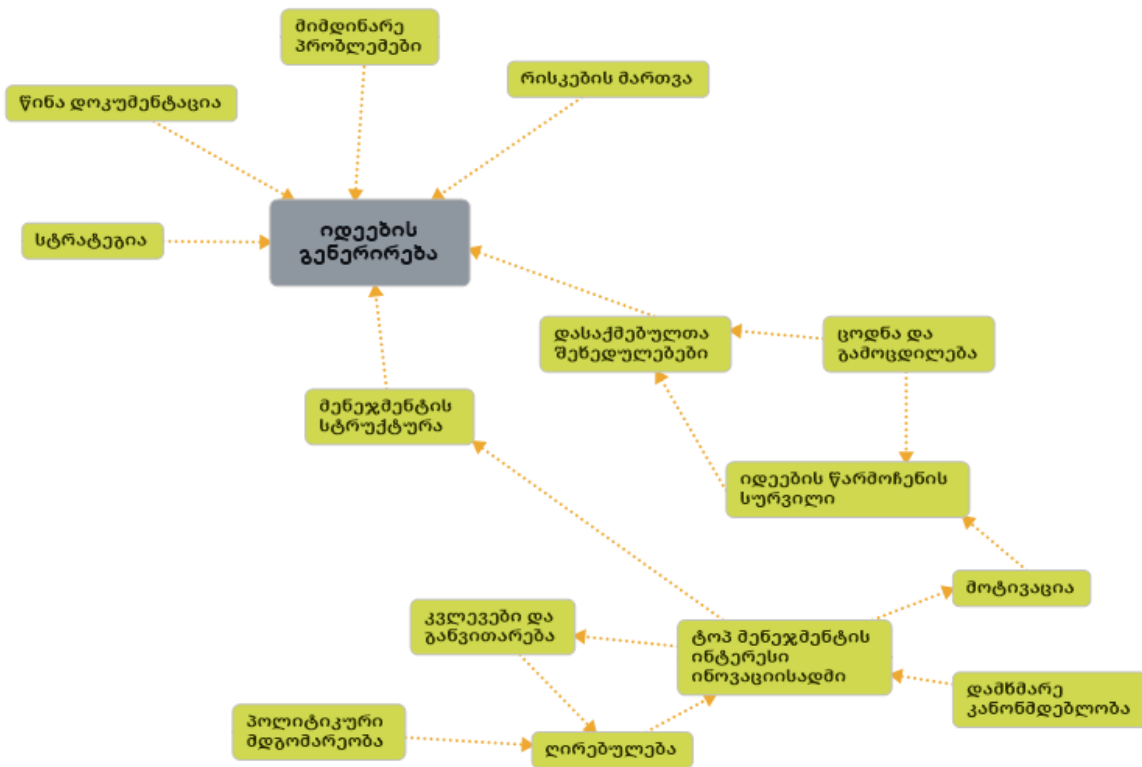 მიმდინარე
პრობლემები
რისკების მართვა
წინა დოკუმენტაცია
იდეების
გენერირება
სტრატეგია
დასაქმებულთა
შეხედულებები
ცოდნა და
გამოცდილება
მენეჯმენტის
სტრუქტურა
იდეების წარმოჩენის
სურვილი
მოტივაცია
კვლევები და
განვითარება
ტოპ მენეჯმენტის
ინტერესი
ინოვაციისადმი
დამხმარე
კანონმდებლობა
პოლიტიკური
მდგომარეობა
ღირებულება